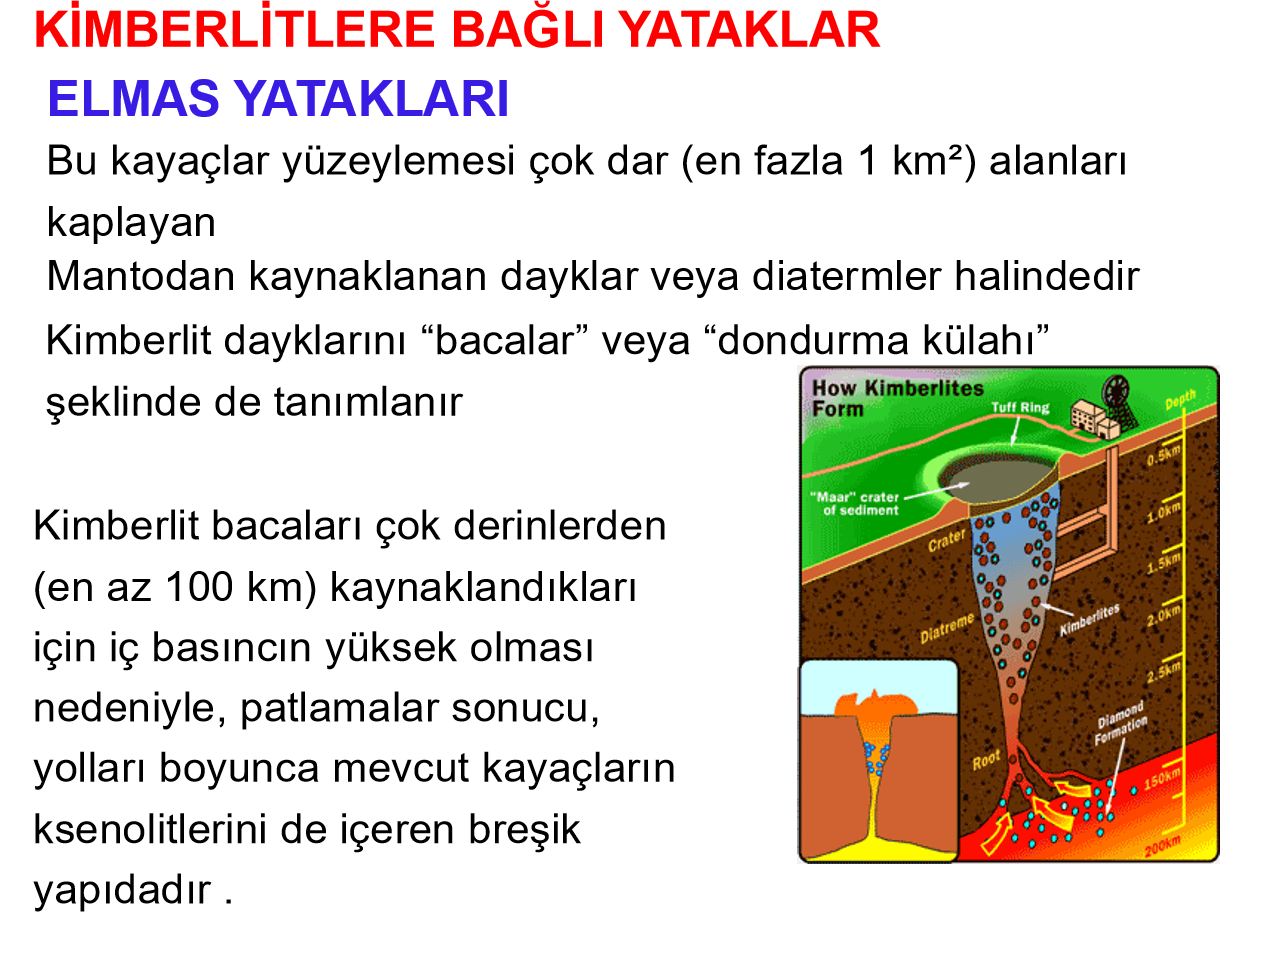 KİMBERLİTLERE BAĞLI YATAKLAR
ELMAS YATAKLARI
Bu kayaçlar yüzeylemesi çok dar (en fazla 1 km²) alanları
kaplayan
Mantodan kaynaklanan dayklar veya diatermler halindedir
Kimberlit dayklarını “bacalar” veya “dondurma külahı”
şeklinde de tanımlanır
Kimberlit bacaları çok derinlerden
(en az 100 km) kaynaklandıkları
için iç basıncın yüksek olması
nedeniyle, patlamalar sonucu,
yolları boyunca mevcut kayaçların
ksenolitlerini de içeren breşik
yapıdadır .
How Kimberlites
Form
Tuff Ring
Depth
0.5km
"Maar" crater
of sediment
1.0km
Crater
1.5km
Kimberlites
2.0km
Diatreme
2.5km
Diamond
Formation
Root
150km
200km